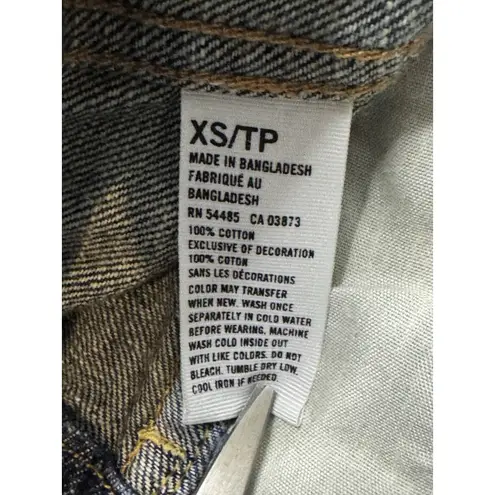 XS/TP
MADE IN BANGLADESH
FABRIQUÉ AU
BANGLADESH
RN 54485 CA 03873
100% COTTON
EXCLUSIVE OF DECORATION
100% COTON
SANS LES DÉCORATIONS
COLOR MAY TRANSFER
WHEN NEW. WASH ONCE
SEPARATELY IN COLD WATER
BEFORE WEARING. MACHINE
WASH COLD INSIDE OUT
WITH LIKE COLORS. DO NOT
BLEACH. TUMBLE DRY LOW.
COOL IRON IF NEEDED.